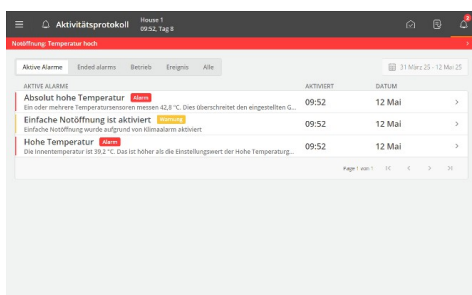 Aktivitätsprotokoll
House 1
09:52, Tag 8
2
Notöffnung: Temperatur hoch
Aktive Alarme Ended alarms Betrieb Ereignis Alle
31 März 25 - 12 Mai 25
AKTIVE ALARME AKTIVIERT DATUM
Absolut hohe Temperatur Alarm 09:52 12 Mai
Ein oder mehrere Temperatursensoren messen 42,8 °C. Dies überschreitet den eingestellten G...
Einfache Notöffnung ist aktiviert Warnung 09:52 12 Mai
Einfache Notöffnung wurde aufgrund von Klimaalarm aktiviert
Hohe Temperatur Alarm 09:52 12 Mai
Die Innentemperatur ist 39,2 °C. Das ist höher als die Einstellungswert der Hohe Temperaturg...
Page 1 von 1